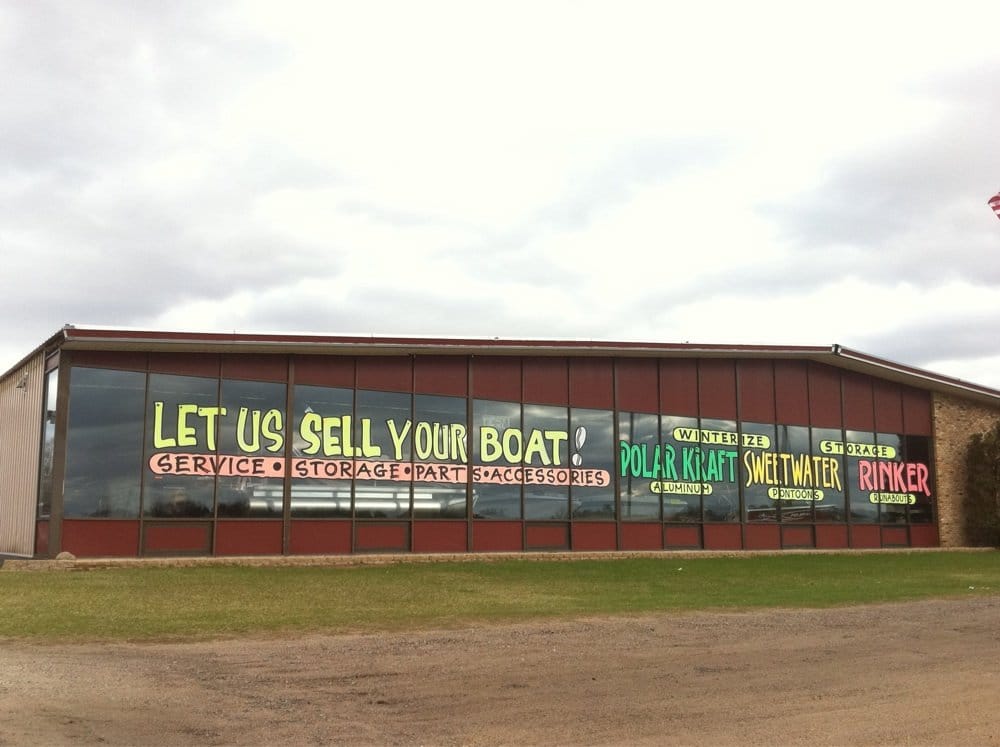 LET US SELL YOUR BOAT!
SERVICE • STORAGE • PARTS • ACCESSORIES
WINTERIZE STORAGE
POLAR KRAFT SWEETWATER RINKER
ALUMINUM PONTOONS RUNABOUTS